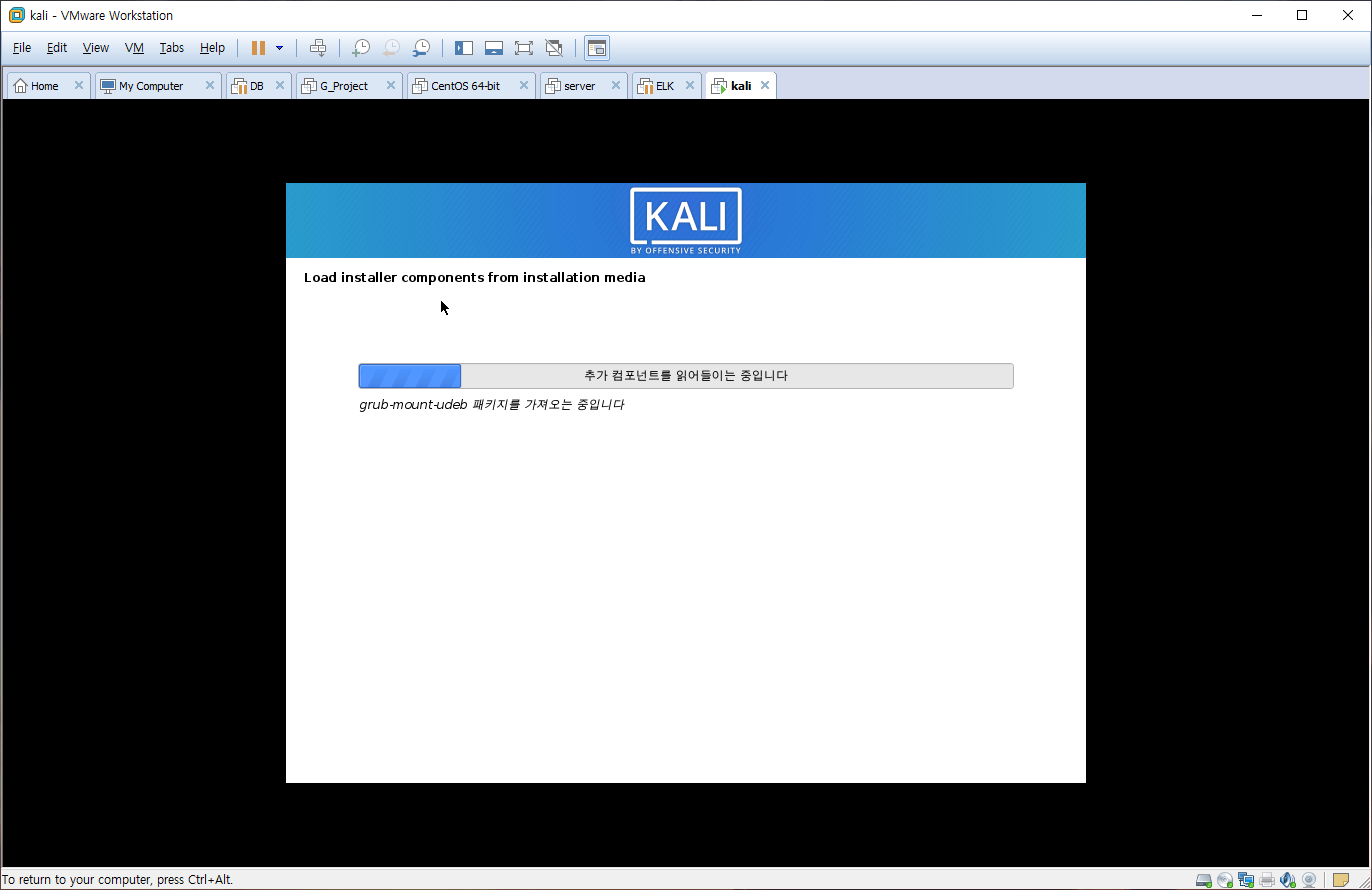 kali - VMware Workstation
File Edit View VM Tabs Help
Home My Computer DB G_Project CentOS 64-bit server ELK kali
KALI
BY OFFENSIVE SECURITY
Load installer components from installation media
추가 컴포넌트를 읽어들이는 중입니다
grub-mount-udeb 패키지를 가져오는 중입니다
To return to your computer, press Ctrl+Alt.